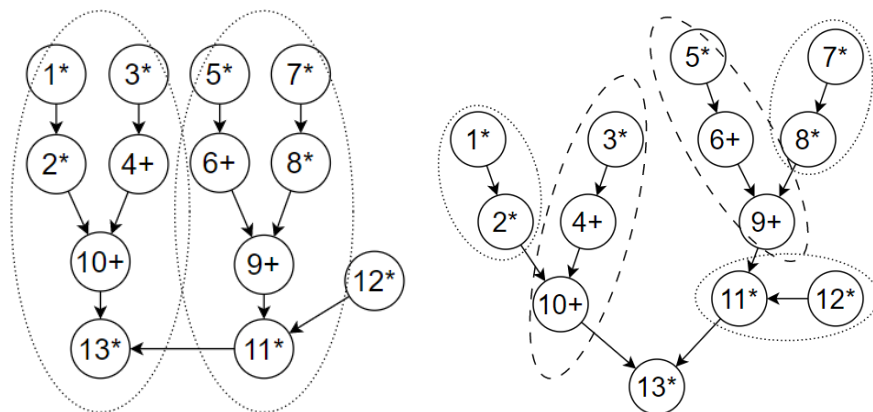 1* 3* 5* 7*
2* 4+ 6+ 8*
10+ 9+ 12*
13* 11*
5* 7*
1* 3* 6+ 8*
2* 4+ 9+
10+ 11* 12*
13*